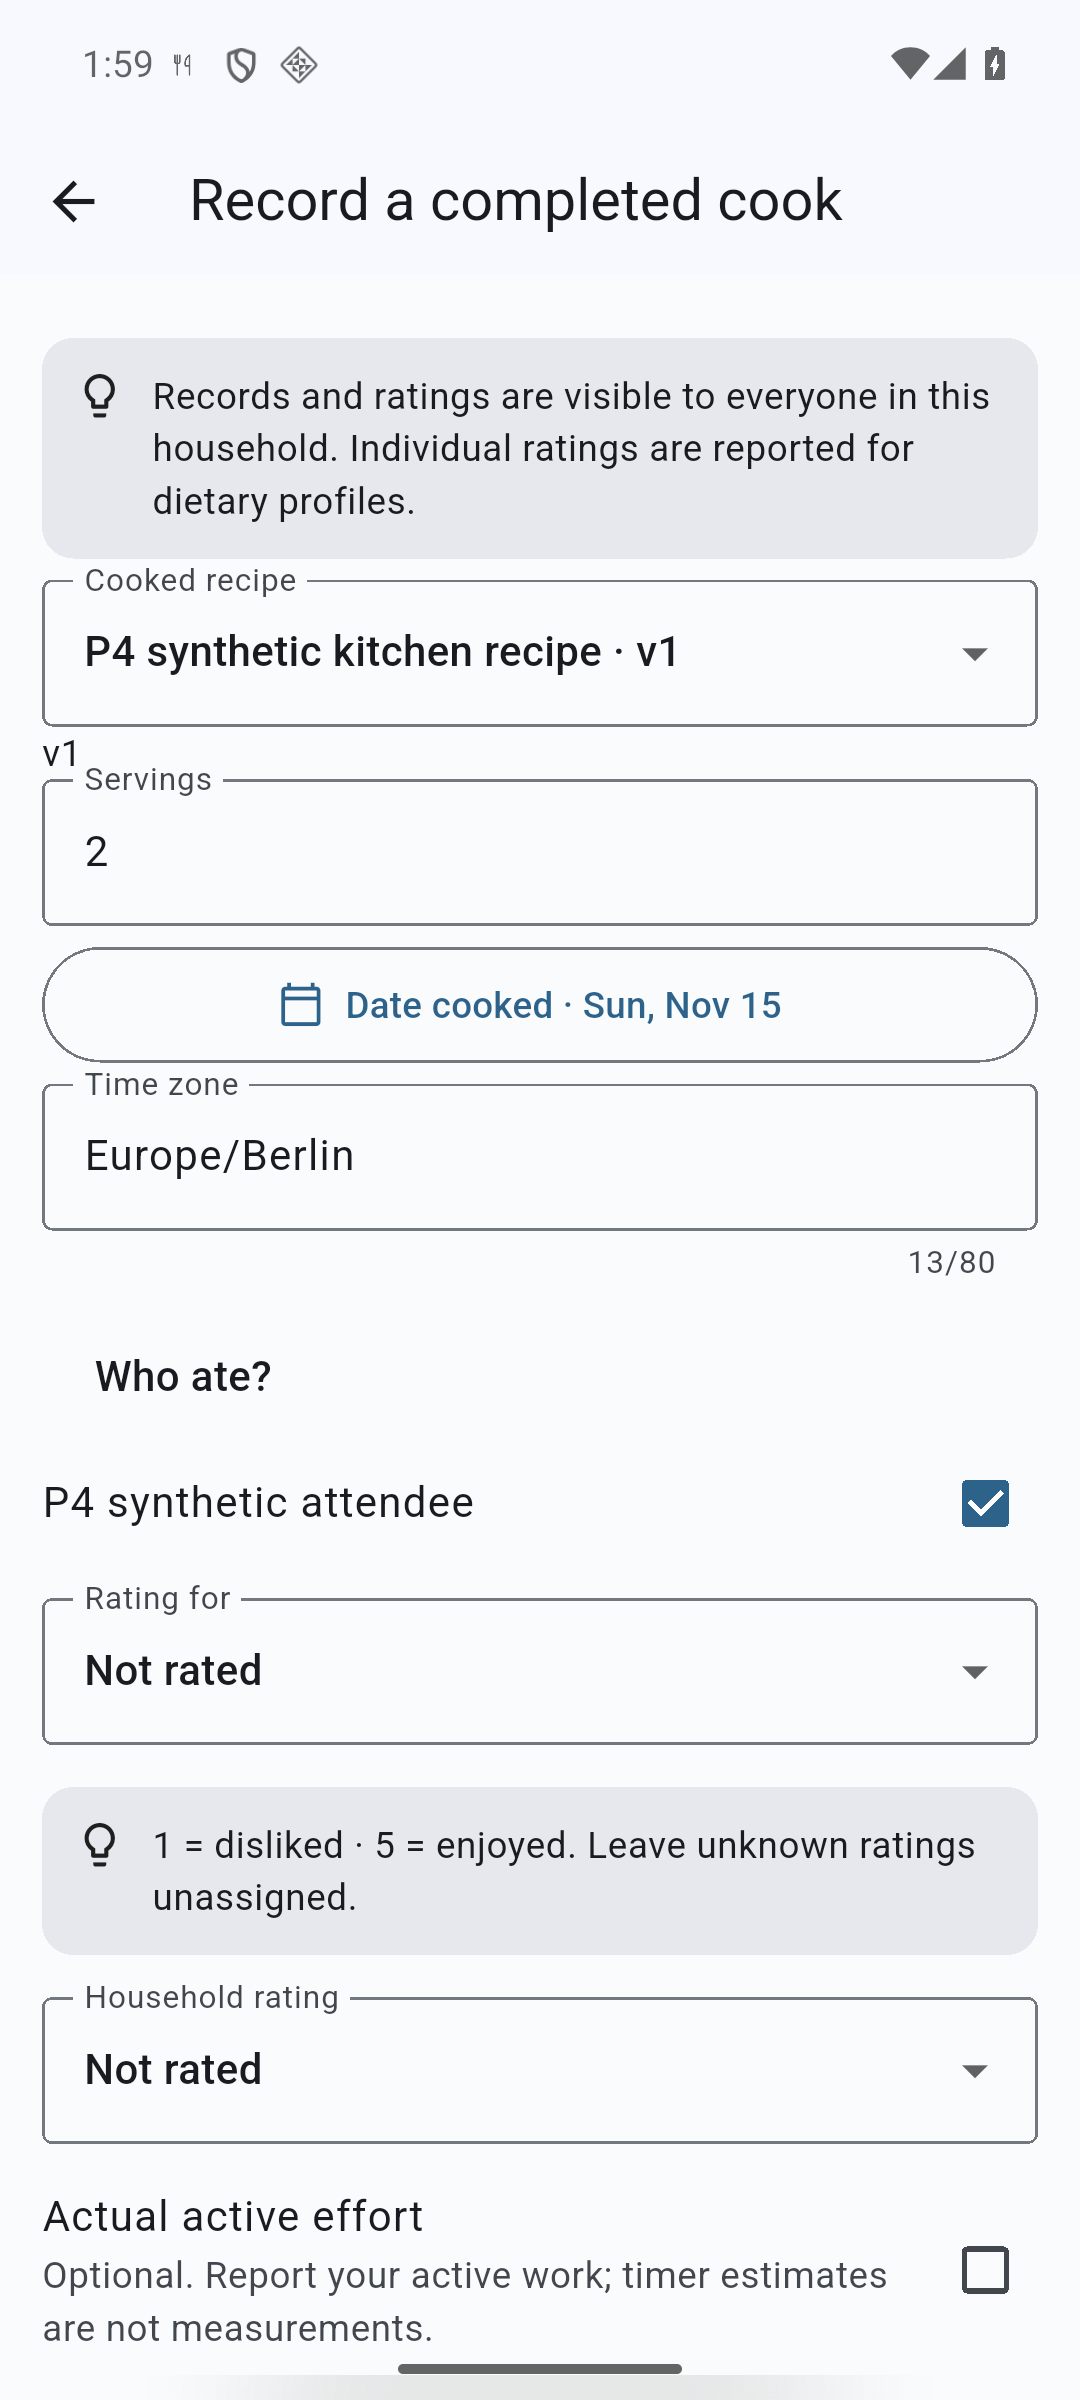 1:59
Record a completed cook
Records and ratings are visible to everyone in this
household. Individual ratings are reported for
dietary profiles.
Cooked recipe
P4 synthetic kitchen recipe · v1
v1
Servings
2
Date cooked · Sun, Nov 15
Time zone
Europe/Berlin
13/80
Who ate?
P4 synthetic attendee
Rating for
Not rated
1 = disliked · 5 = enjoyed. Leave unknown ratings
unassigned.
Household rating
Not rated
Actual active effort
Optional. Report your active work; timer estimates
are not measurements.